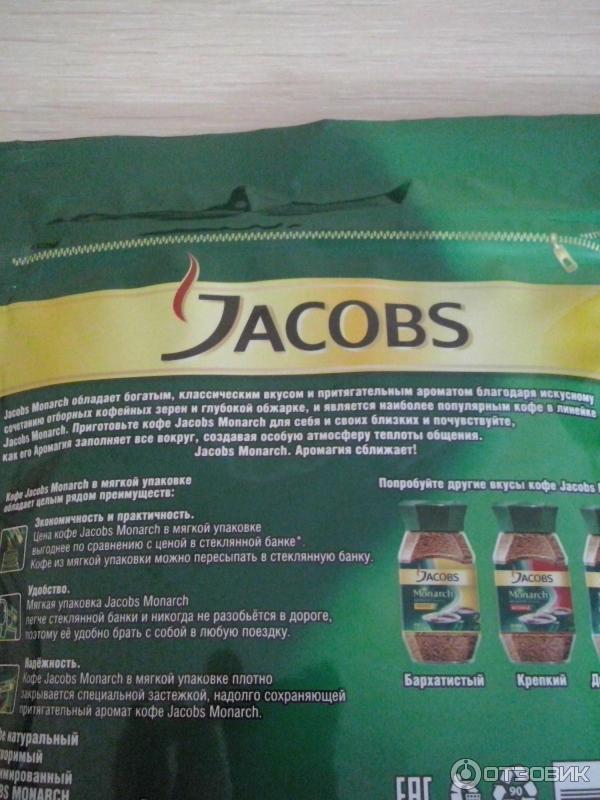 JACOBS
Jacobs Monarch обладает богатым, классическим вкусом и притягательным ароматом благодаря искусному
сочетанию отборных кофейных зерен и глубокой обжарке, и является наиболее популярным кофе в линейке
Jacobs Monarch. Приготовьте кофе Jacobs Monarch для себя и своих близких и почувствуйте,
как его Аромагия заполняет все вокруг, создавая особую атмосферу теплоты общения.
Jacobs Monarch. Аромагия сближает!
Кофе Jacobs Monarch в мягкой упаковке
обладает целым рядом преимуществ:
Экономичность и практичность.
Цена кофе Jacobs Monarch в мягкой упаковке
выгоднее по сравнению с ценой в стеклянной банке*.
Кофе из мягкой упаковки можно пересыпать в стеклянную банку.
Удобство.
Мягкая упаковка Jacobs Monarch
легче стеклянной банки и никогда не разобьётся в дороге,
поэтому её удобно брать с собой в любую поездку.
Надёжность.
Кофе Jacobs Monarch в мягкой упаковке плотно
закрывается специальной застежкой, надолго сохраняющей
притягательный аромат кофе Jacobs Monarch.
натуральный
MONARCH
Попробуйте другие вкусы кофе Jacobs
JACOBS
Monarch
JACOBS
Monarch
Бархатистый
Крепкий
EAC
90
ОТЗОВИК